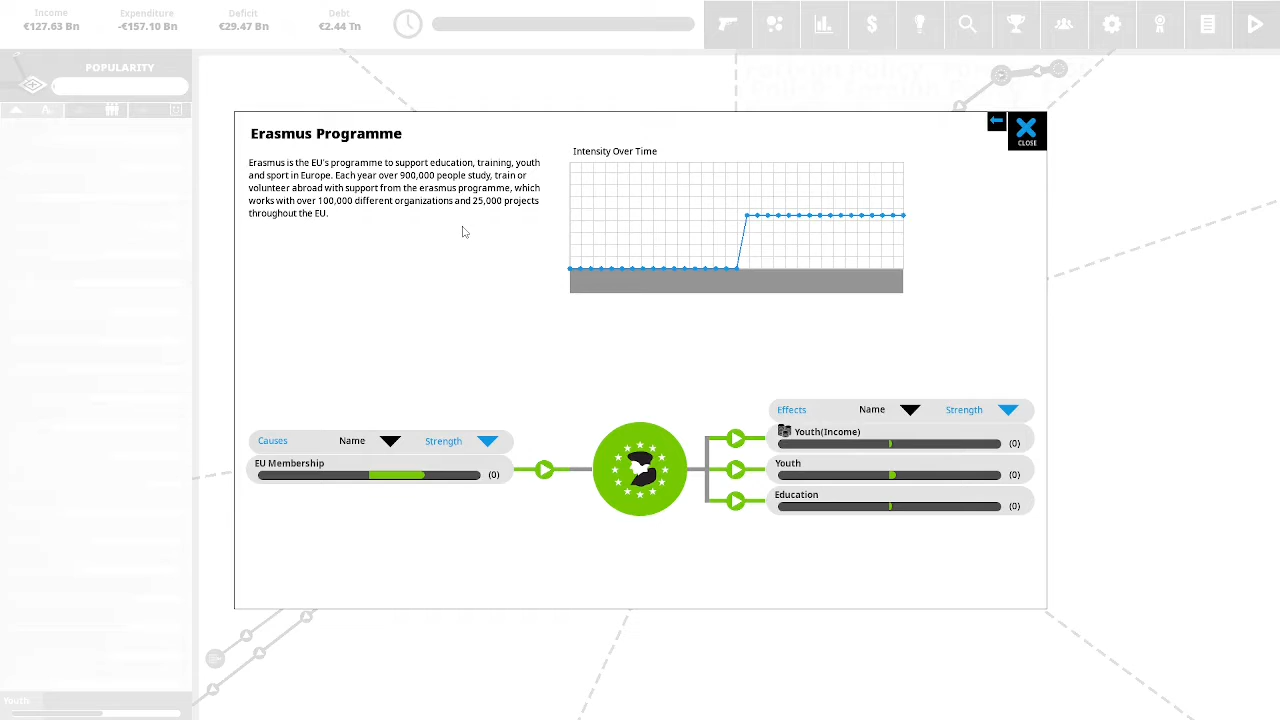 Income
Expenditure
Deficit
Debt
€127.63 Bn
-€157.10 Bn
€29.47 Bn
€2.44 Tn
POPULARITY
Erasmus Programme
CLOSE
Erasmus is the EU's programme to support education, training, youth
and sport in Europe. Each year over 900,000 people study, train or
volunteer abroad with support from the erasmus programme, which
works with over 100,000 different organizations and 25,000 projects
throughout the EU.
Intensity Over Time
Causes
Name
Strength
EU Membership
(0)
Effects
Name
Strength
Youth(Income)
(0)
Youth
(0)
Education
(0)
Youth